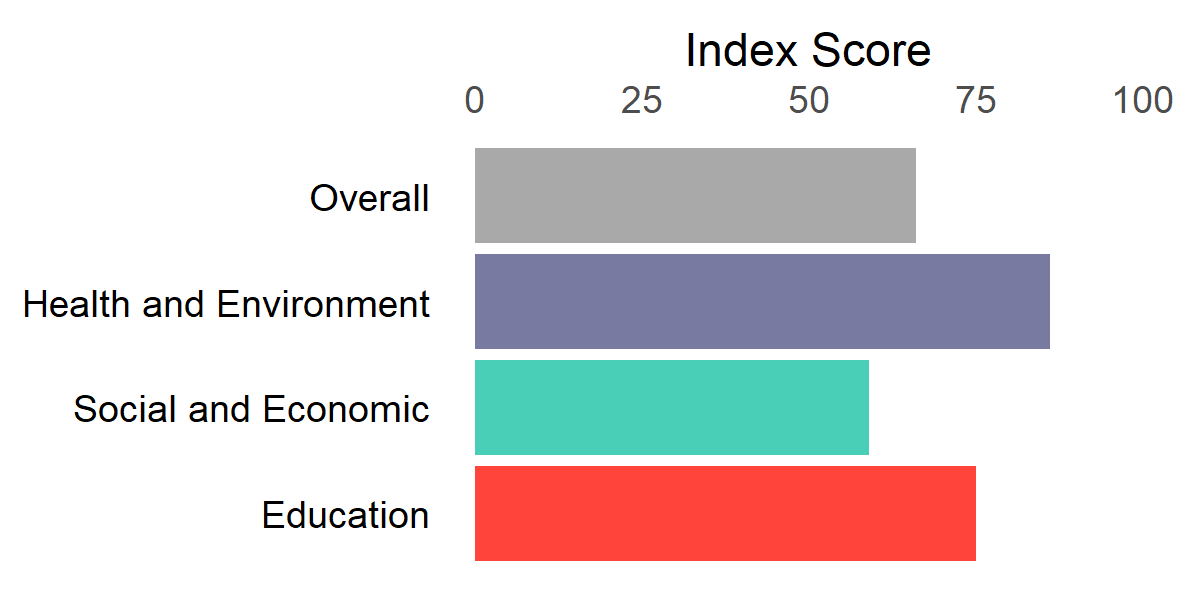 Index Score
0 25 50 75 100
Overall
Health and Environment
Social and Economic
Education